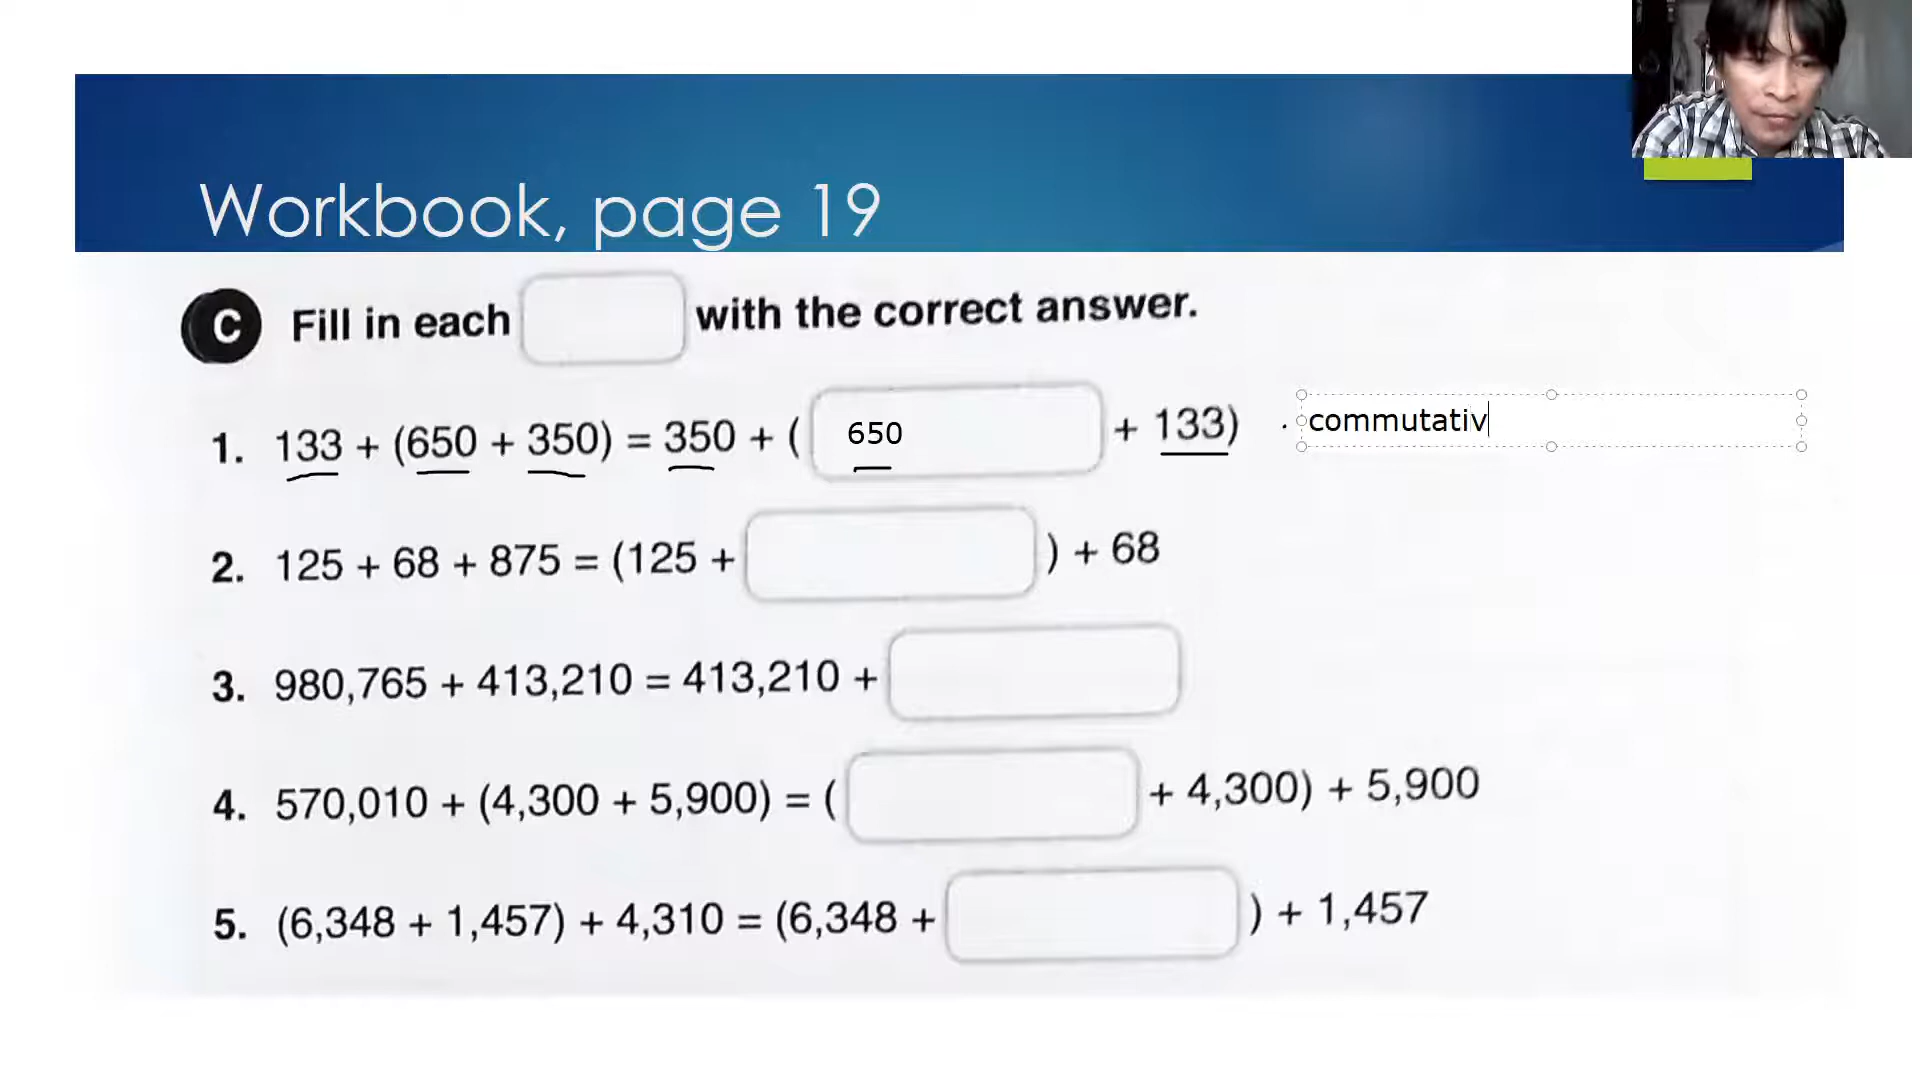 Workbook, page 19
C Fill in each with the correct answer.
1. 133 + (650 + 350) = 350 + ( 650 + 133) . commutativ
2. 125 + 68 + 875 = (125 + ) + 68
3. 980,765 + 413,210 = 413,210 +
4. 570,010 + (4,300 + 5,900) = ( + 4,300) + 5,900
5. (6,348 + 1,457) + 4,310 = (6,348 + ) + 1,457